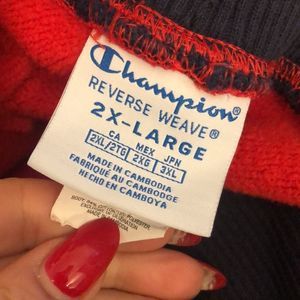 Champion®
REVERSE WEAVE®
2X-LARGE
CA MEX JPN
2XL/2TG 2XG 3XL
MADE IN CAMBODIA
FABRIQUÉ AU CAMBODGE
HECHO EN CAMBOYA